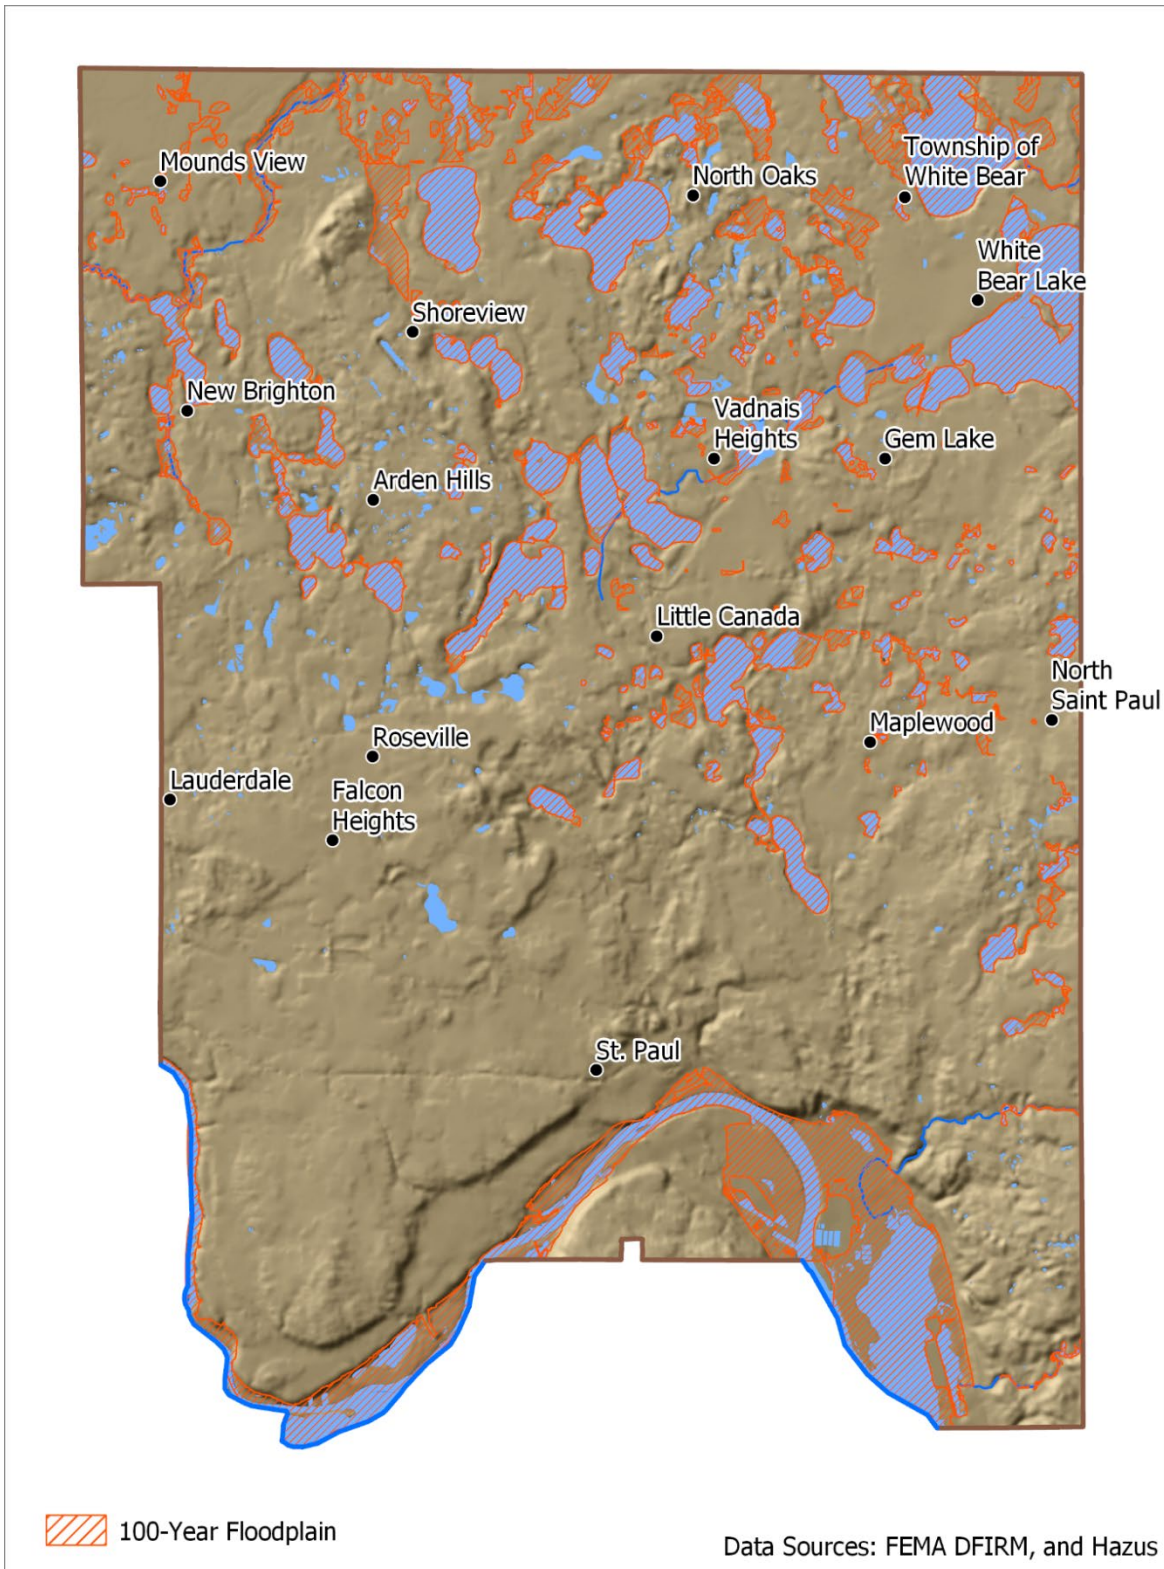 Mounds View
North Oaks
Township of
White Bear
White
Bear Lake
Shoreview
New Brighton
Vadnais
Heights
Gem Lake
Arden Hills
Little Canada
North
Saint Paul
Maplewood
Roseville
Lauderdale
Falcon
Heights
St. Paul
100-Year Floodplain
Data Sources: FEMA DFIRM, and Hazus